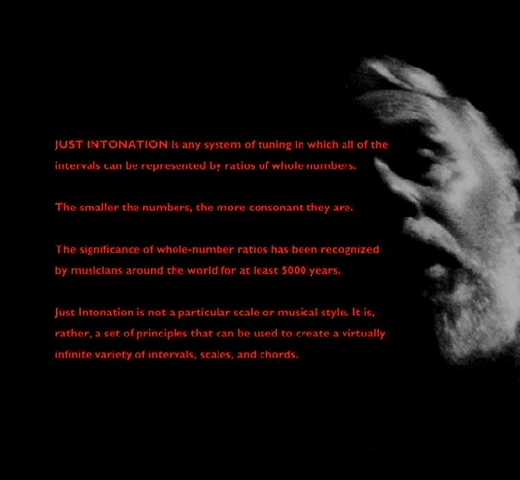 JUST INTONATION is any system of tuning in which all of the
intervals can be represented by ratios of whole numbers.
The smaller the numbers, the more consonant they are.
The significance of whole-number ratios has been recognized
by musicians around the world for at least 5000 years.
Just Intonation is not a particular scale or musical style. It is,
rather, a set of principles that can be used to create a virtually
infinite variety of intervals, scales, and chords.